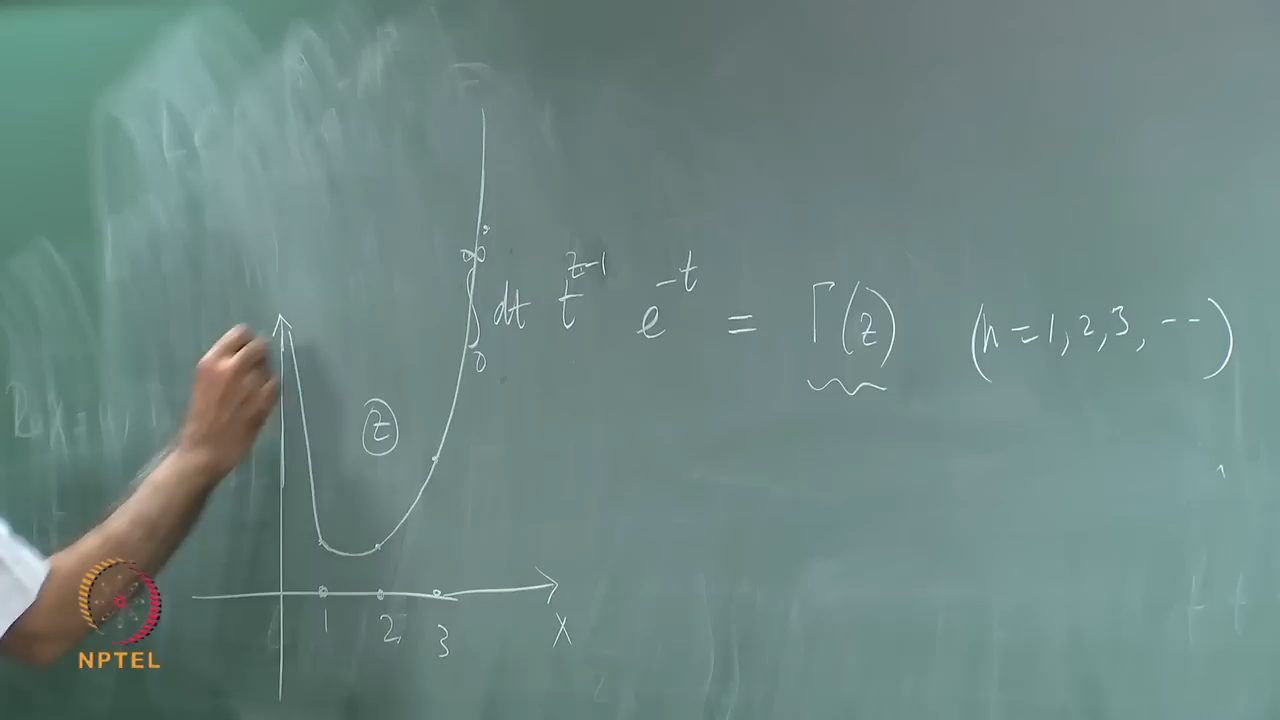 ∫₀^∞ dt t^{z-1} e^{-t} = Γ(z) (n = 1, 2, 3, --)
z
1 2 3 X
NPTEL